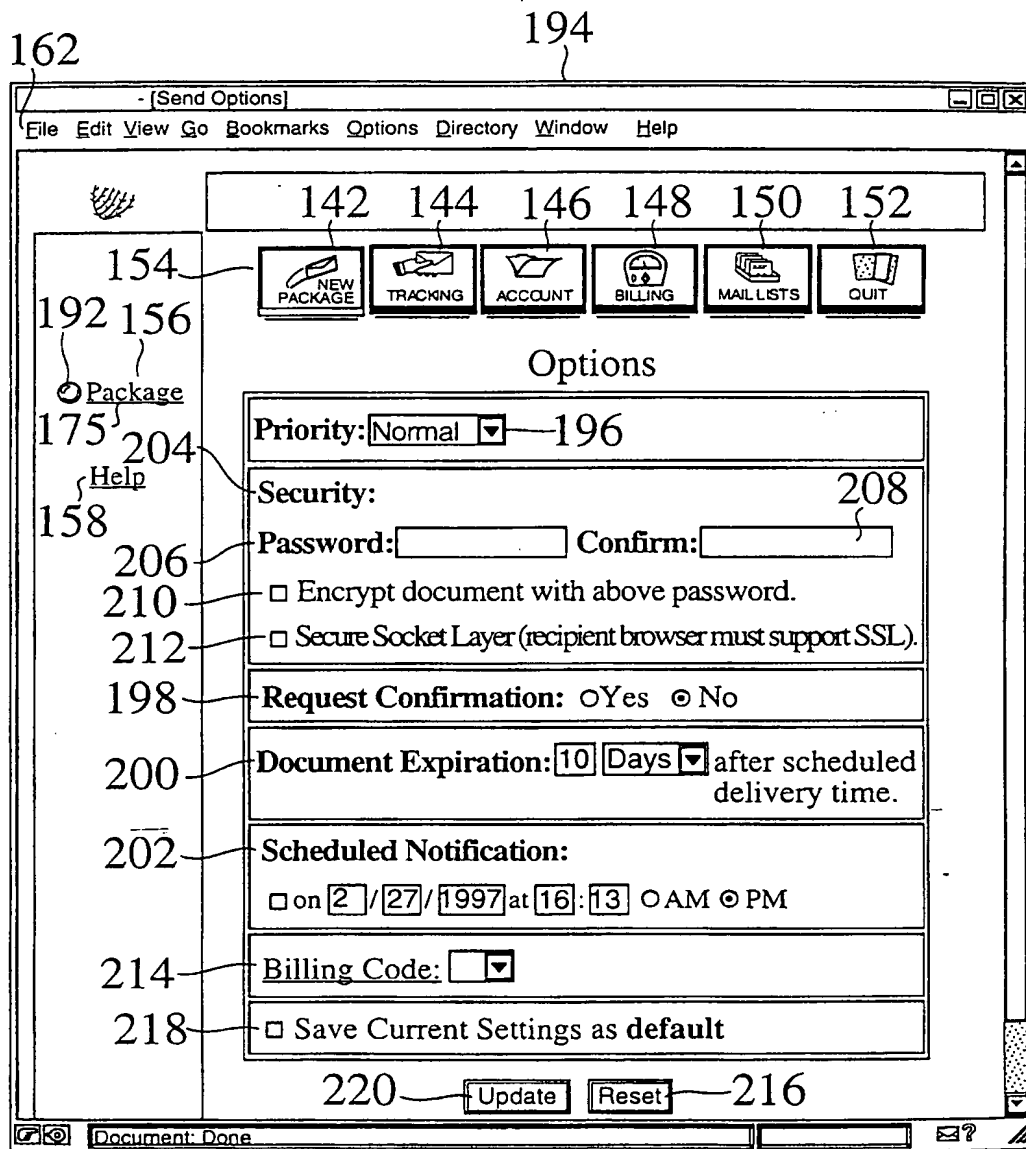 194
162
- [Send Options]
File Edit View Go Bookmarks Options Directory Window Help
142 144 146 148 150 152
154
NEW PACKAGE TRACKING ACCOUNT BILLING MAIL LISTS QUIT
192 156
Options
Package
175
Priority: Normal 196
204
Help
Security: 208
158
206 Password: Confirm:
210 Encrypt document with above password.
212 Secure Socket Layer (recipient browser must support SSL).
198 Request Confirmation: Yes No
200 Document Expiration: 10 Days after scheduled
delivery time.
202 Scheduled Notification:
on 2 / 27 / 1997 at 16 : 13 AM PM
214 Billing Code:
218 Save Current Settings as default
220 Update Reset 216
Document: Done ?